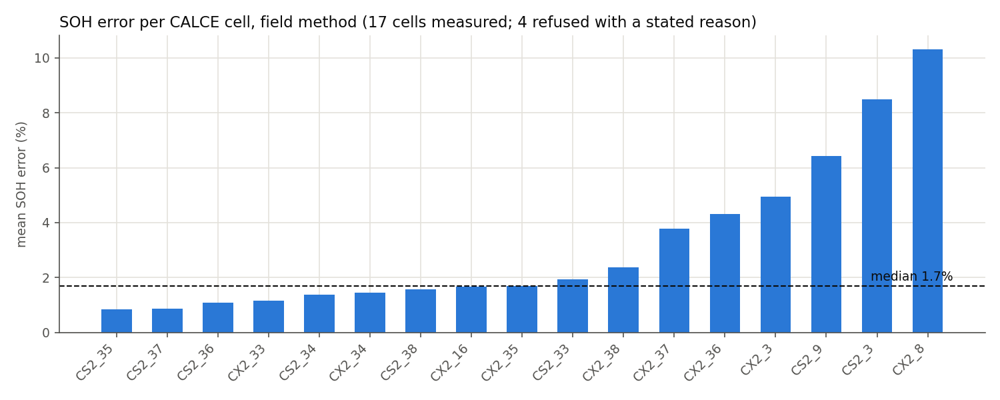 SOH error per CALCE cell, field method (17 cells measured; 4 refused with a stated reason)
mean SOH error (%)
10
8
6
4
2
0
median 1.7%
CS2_35
CS2_37
CS2_36
CX2_33
CS2_34
CX2_34
CS2_38
CX2_16
CX2_35
CS2_33
CX2_38
CX2_37
CX2_36
CX2_3
CS2_9
CS2_3
CX2_8